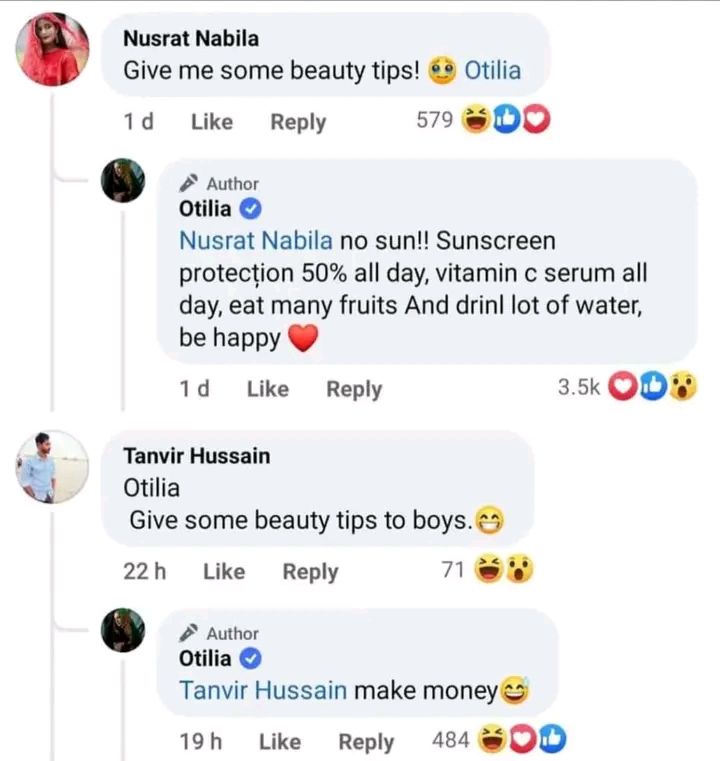 Nusrat Nabila
Give me some beauty tips! 🥹 Otilia
1 d Like Reply 579
Author
Otilia
Nusrat Nabila no sun!! Sunscreen
protecțion 50% all day, vitamin c serum all
day, eat many fruits And drinl lot of water,
be happy ❤️
1 d Like Reply 3.5k
Tanvir Hussain
Otilia
Give some beauty tips to boys.😁
22 h Like Reply 71
Author
Otilia
Tanvir Hussain make money😅
19 h Like Reply 484